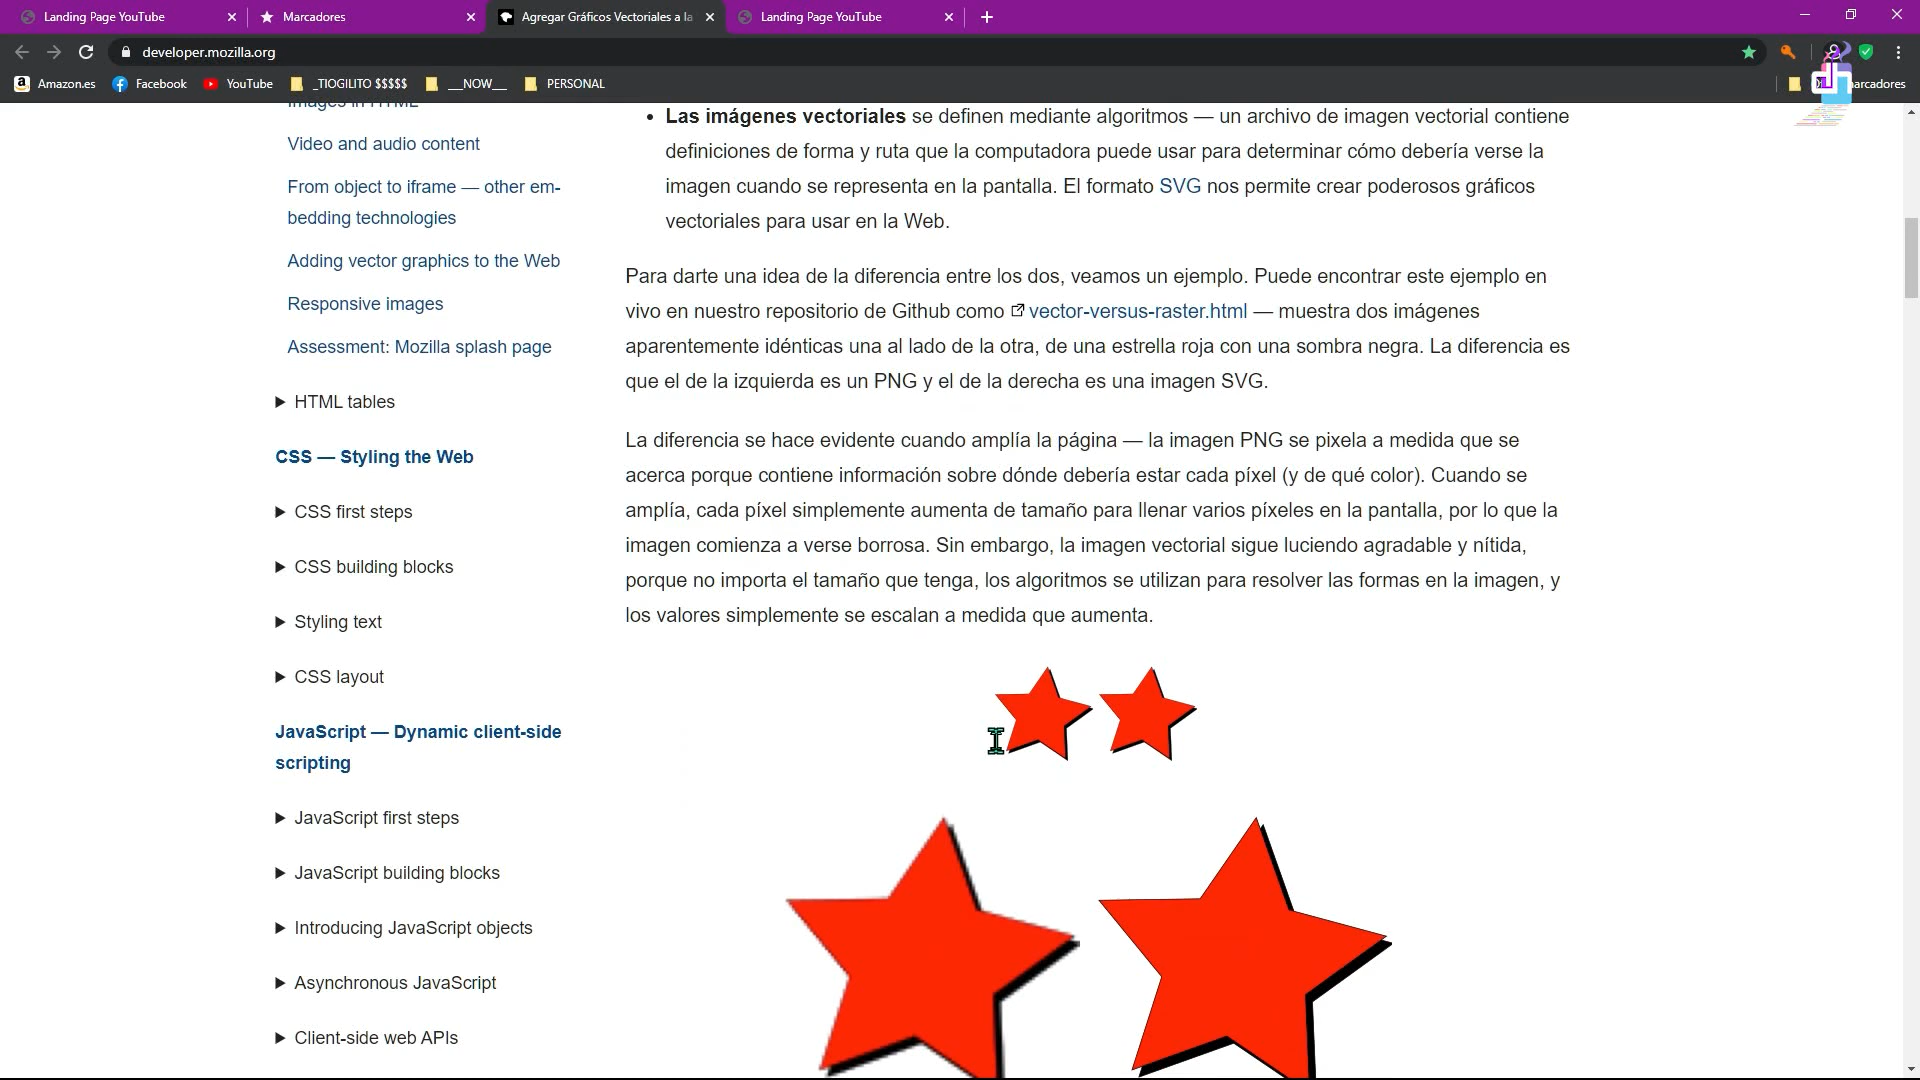 Landing Page YouTube
Marcadores
Agregar Gráficos Vectoriales a la
Landing Page YouTube
developer.mozilla.org
Amazon.es
Facebook
YouTube
_TIOGILITO $$$$$
__NOW__
PERSONAL
arcadores
Images in HTML
Video and audio content
From object to iframe — other em-
bedding technologies
Adding vector graphics to the Web
Responsive images
Assessment: Mozilla splash page
HTML tables
CSS — Styling the Web
CSS first steps
CSS building blocks
Styling text
CSS layout
JavaScript — Dynamic client-side
scripting
JavaScript first steps
JavaScript building blocks
Introducing JavaScript objects
Asynchronous JavaScript
Client-side web APIs
• Las imágenes vectoriales se definen mediante algoritmos — un archivo de imagen vectorial contiene
definiciones de forma y ruta que la computadora puede usar para determinar cómo debería verse la
imagen cuando se representa en la pantalla. El formato SVG nos permite crear poderosos gráficos
vectoriales para usar en la Web.
Para darte una idea de la diferencia entre los dos, veamos un ejemplo. Puede encontrar este ejemplo en
vivo en nuestro repositorio de Github como vector-versus-raster.html — muestra dos imágenes
aparentemente idénticas una al lado de la otra, de una estrella roja con una sombra negra. La diferencia es
que el de la izquierda es un PNG y el de la derecha es una imagen SVG.
La diferencia se hace evidente cuando amplía la página — la imagen PNG se pixela a medida que se
acerca porque contiene información sobre dónde debería estar cada píxel (y de qué color). Cuando se
amplía, cada píxel simplemente aumenta de tamaño para llenar varios píxeles en la pantalla, por lo que la
imagen comienza a verse borrosa. Sin embargo, la imagen vectorial sigue luciendo agradable y nítida,
porque no importa el tamaño que tenga, los algoritmos se utilizan para resolver las formas en la imagen, y
los valores simplemente se escalan a medida que aumenta.